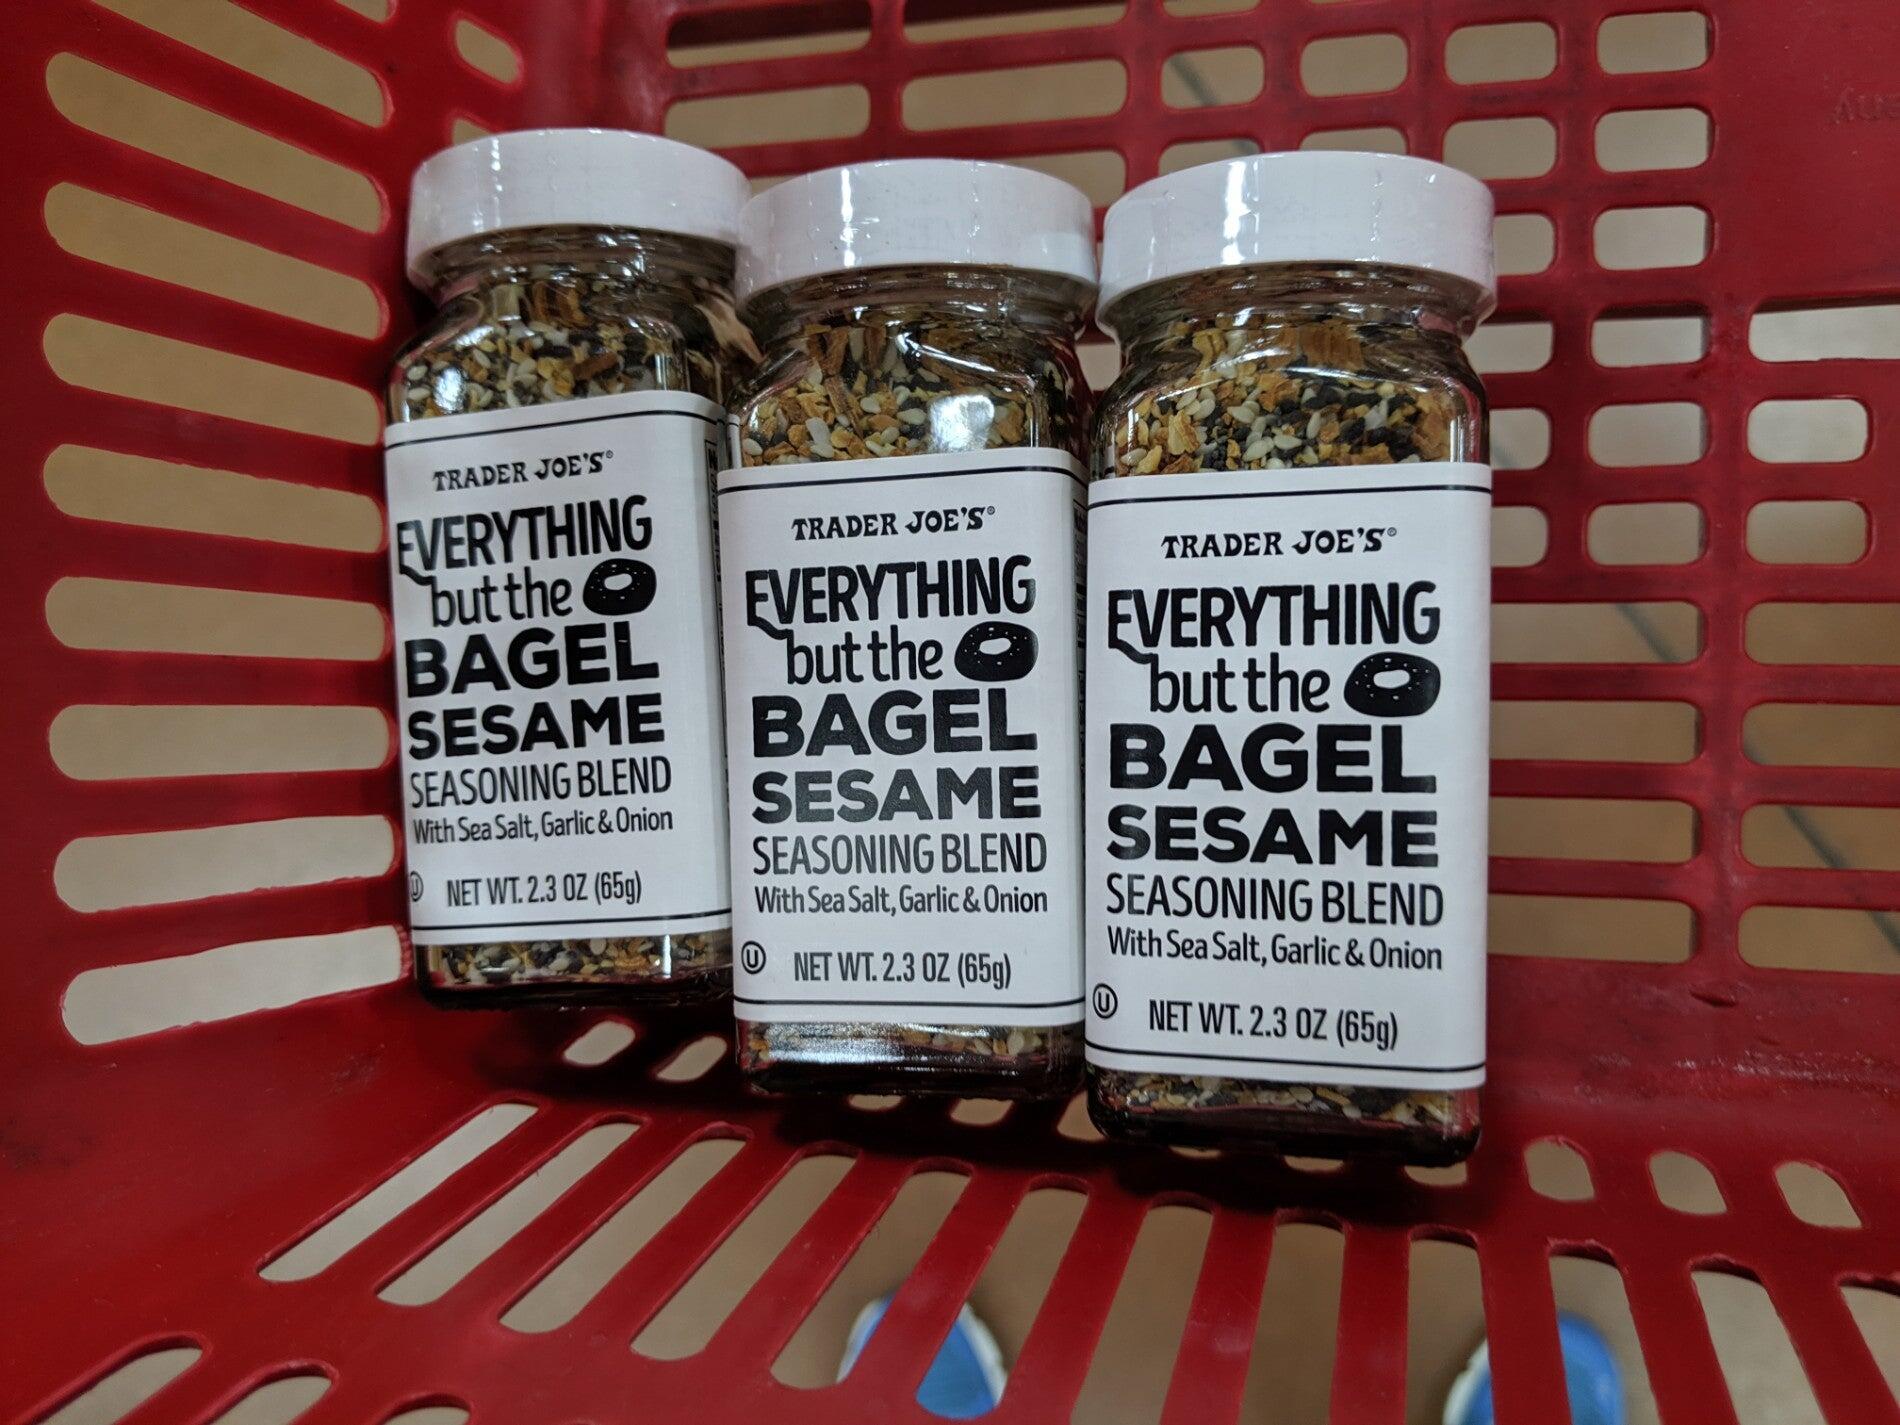 TRADER JOE'S®
EVERYTHING
but the
BAGEL
SESAME
SEASONING BLEND
With Sea Salt, Garlic & Onion
U
NET WT. 2.3 OZ (65g)
TRADER JOE'S®
EVERYTHING
but the
BAGEL
SESAME
SEASONING BLEND
With Sea Salt, Garlic & Onion
U
NET WT. 2.3 OZ (65g)
TRADER JOE'S®
EVERYTHING
but the
BAGEL
SESAME
SEASONING BLEND
With Sea Salt, Garlic & Onion
U
NET WT. 2.3 OZ (65g)